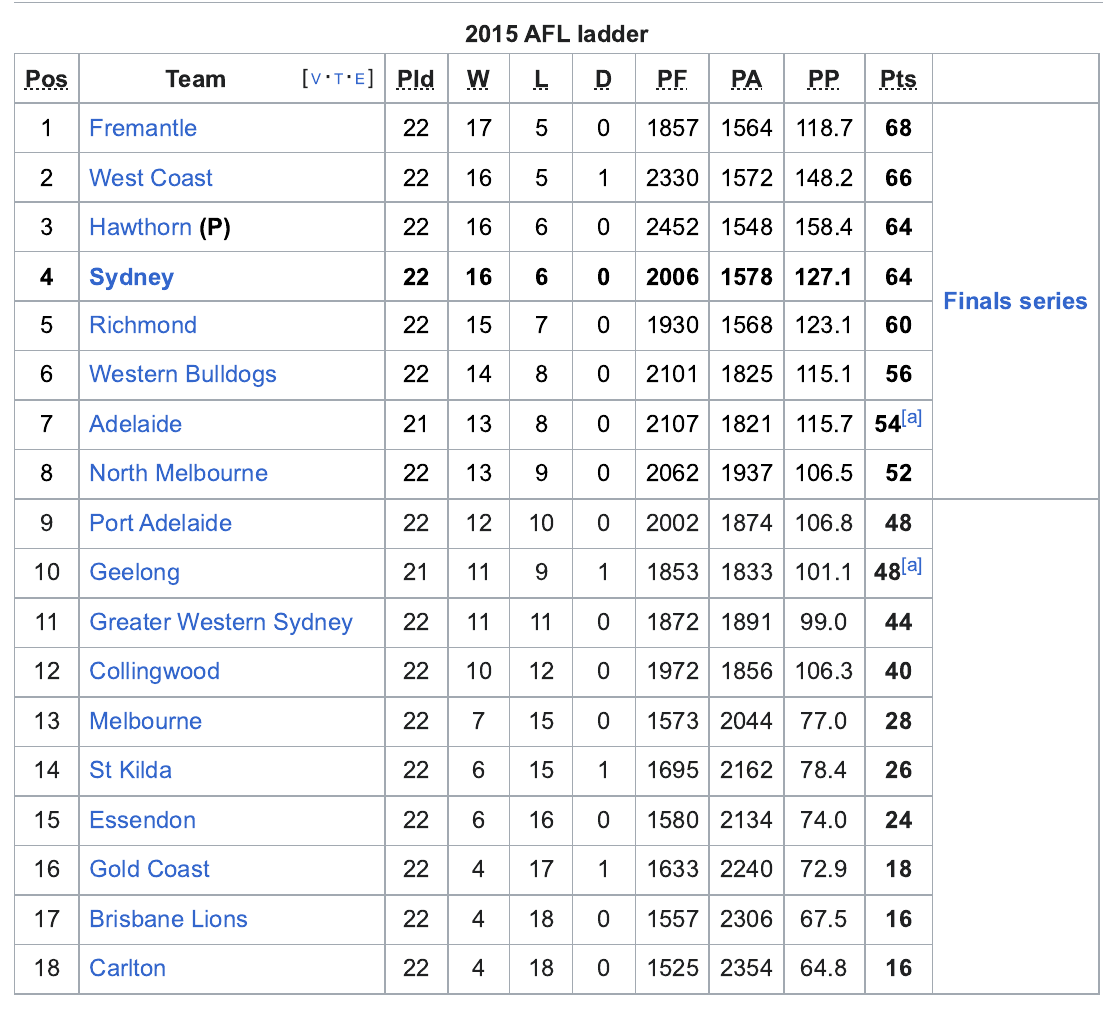 2015 AFL ladder
Pos Team [V·T·E] Pld W L D PF PA PP Pts
1 Fremantle 22 17 5 0 1857 1564 118.7 68
2 West Coast 22 16 5 1 2330 1572 148.2 66
3 Hawthorn (P) 22 16 6 0 2452 1548 158.4 64
4 Sydney 22 16 6 0 2006 1578 127.1 64
Finals series
5 Richmond 22 15 7 0 1930 1568 123.1 60
6 Western Bulldogs 22 14 8 0 2101 1825 115.1 56
7 Adelaide 21 13 8 0 2107 1821 115.7 54[a]
8 North Melbourne 22 13 9 0 2062 1937 106.5 52
9 Port Adelaide 22 12 10 0 2002 1874 106.8 48
10 Geelong 21 11 9 1 1853 1833 101.1 48[a]
11 Greater Western Sydney 22 11 11 0 1872 1891 99.0 44
12 Collingwood 22 10 12 0 1972 1856 106.3 40
13 Melbourne 22 7 15 0 1573 2044 77.0 28
14 St Kilda 22 6 15 1 1695 2162 78.4 26
15 Essendon 22 6 16 0 1580 2134 74.0 24
16 Gold Coast 22 4 17 1 1633 2240 72.9 18
17 Brisbane Lions 22 4 18 0 1557 2306 67.5 16
18 Carlton 22 4 18 0 1525 2354 64.8 16